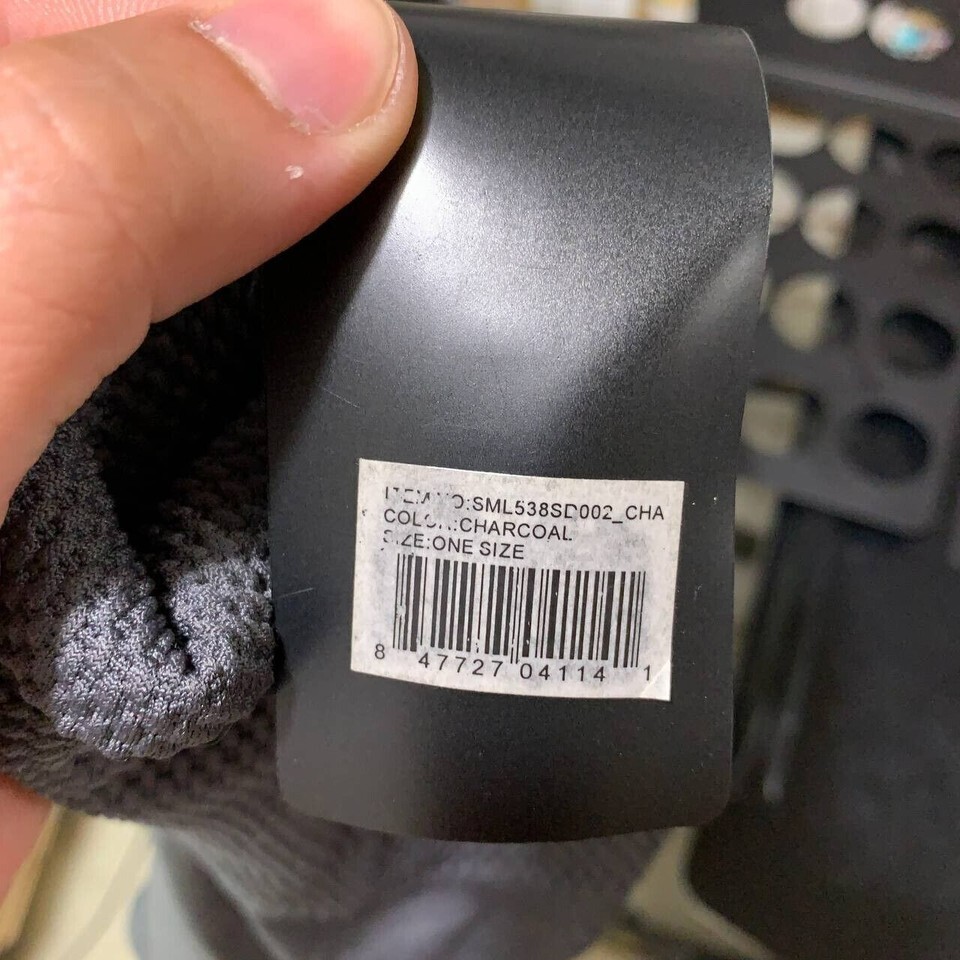 ITEM NO:SML538SD002_CHA
COLOR:CHARCOAL
SIZE:ONE SIZE
8 47727 04114 1